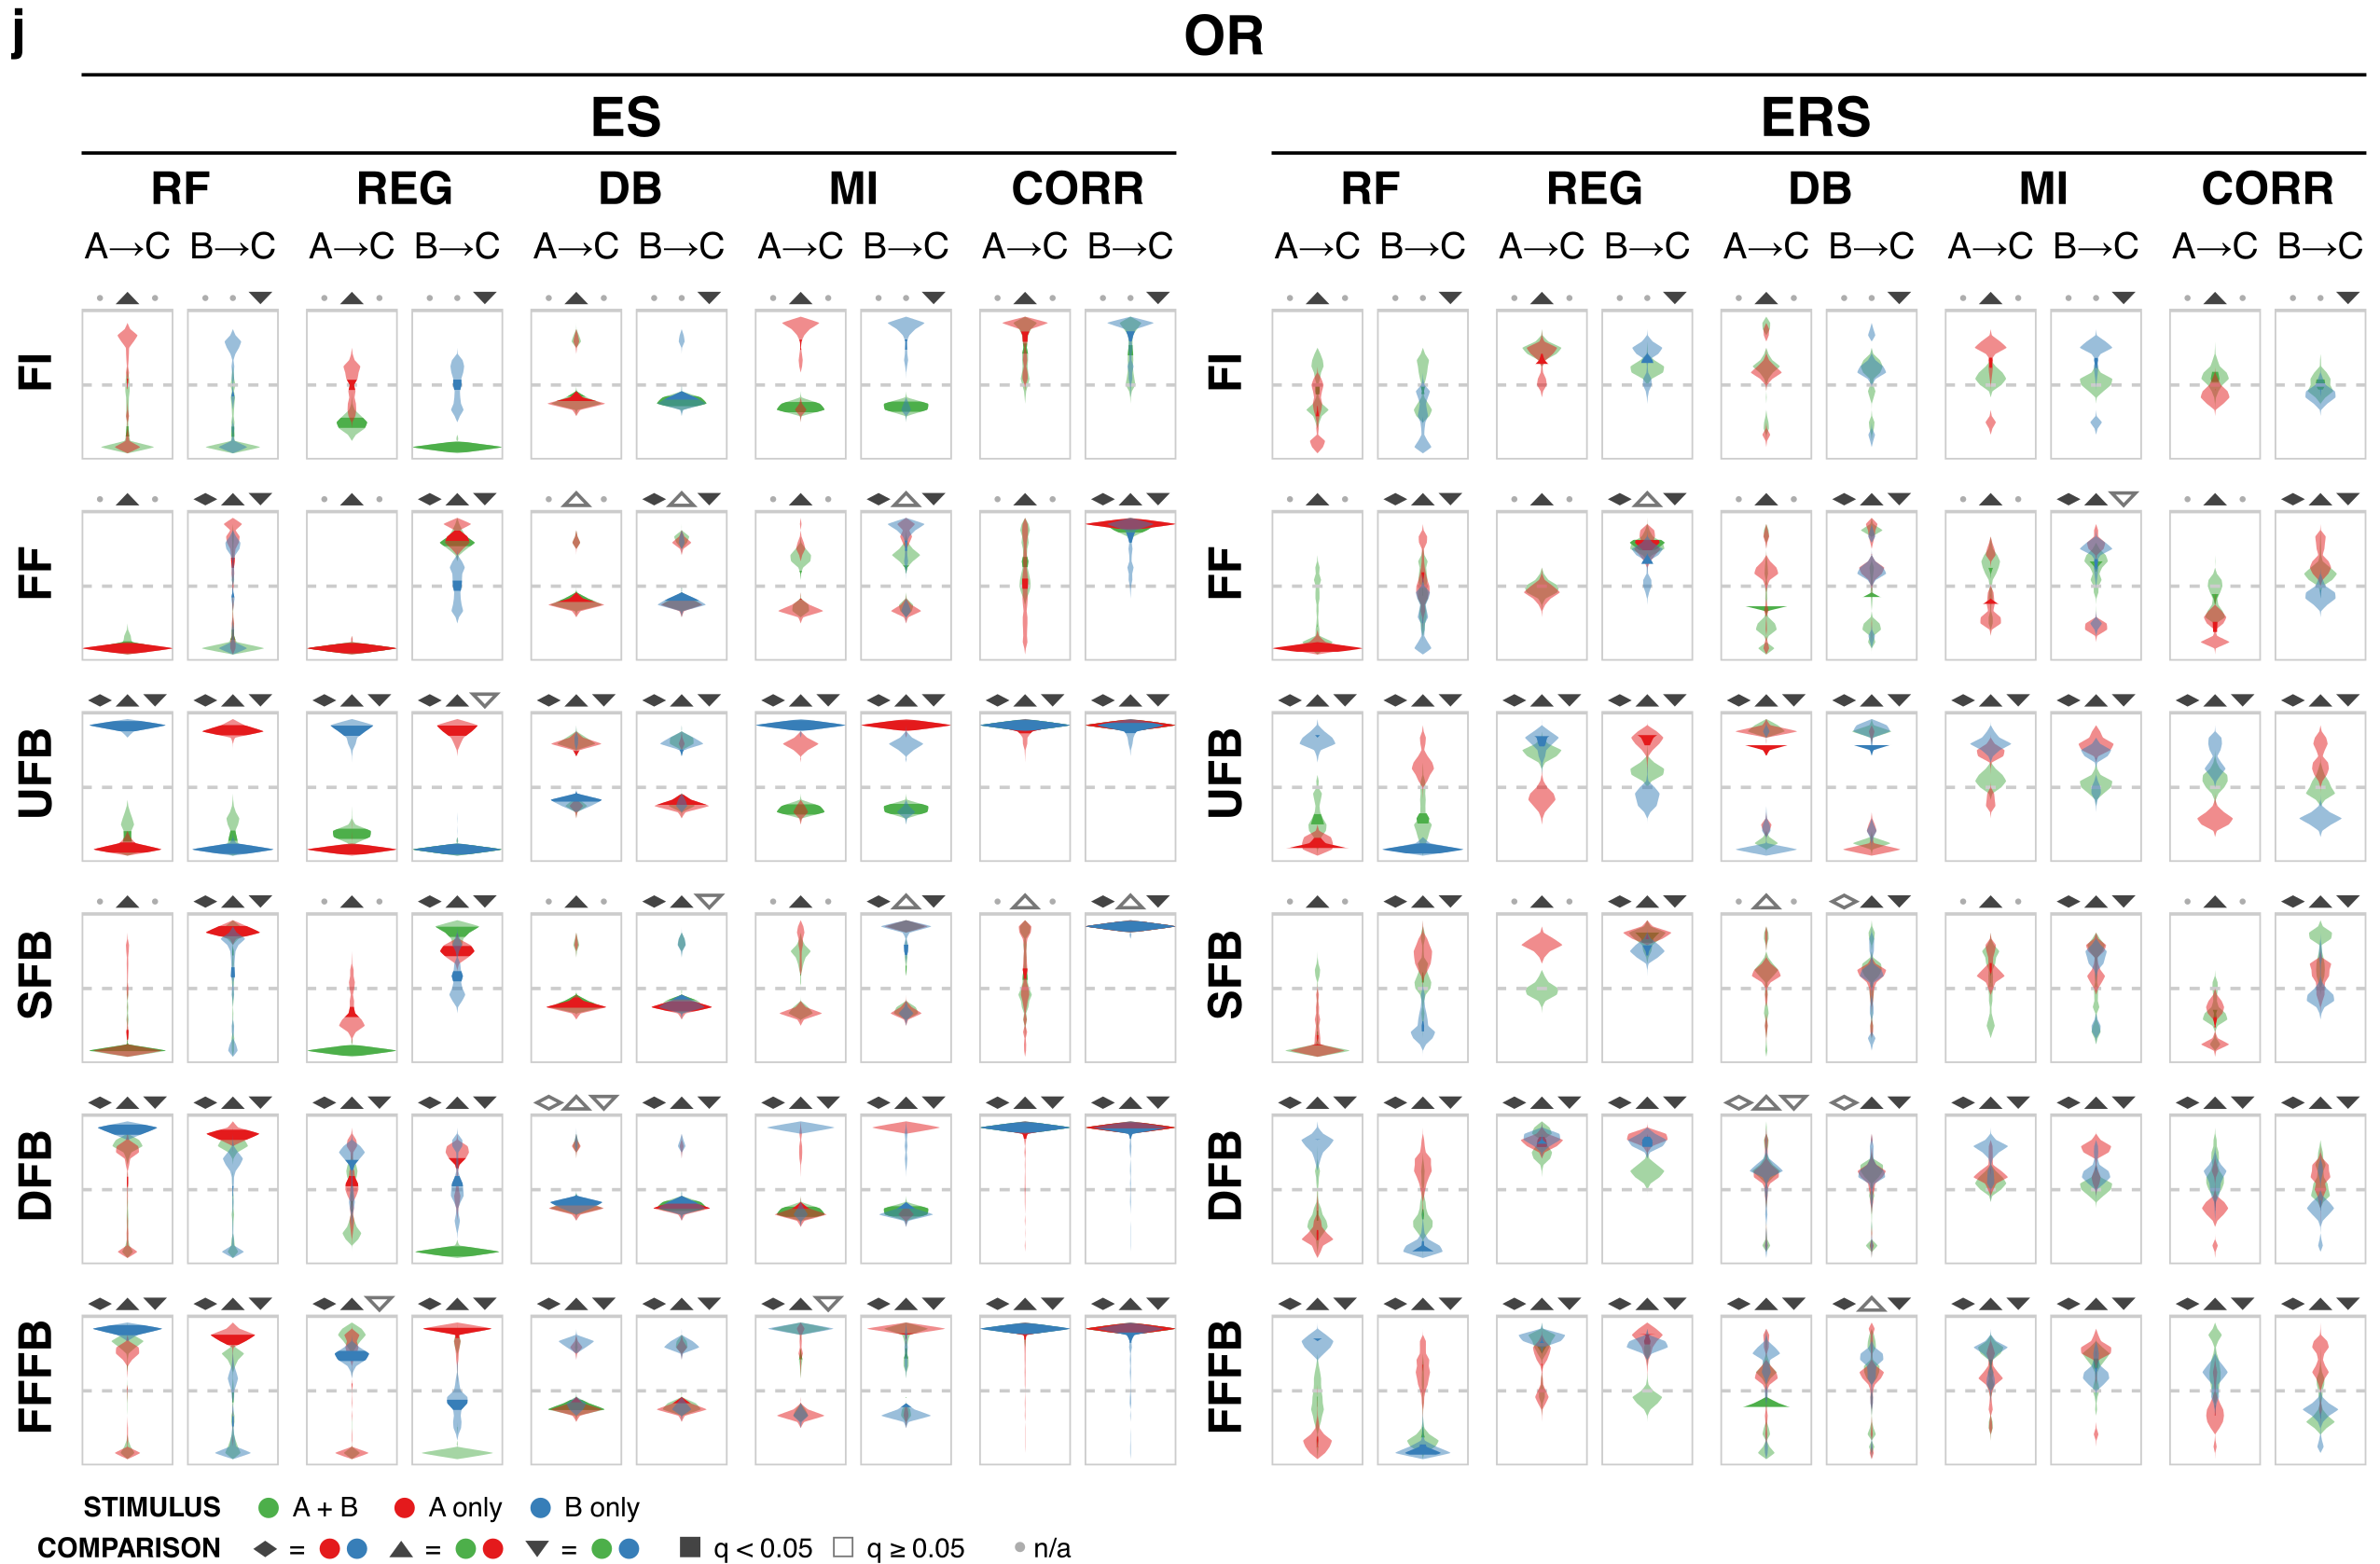 j
OR
ES ERS
RF REG DB MI CORR RF REG DB MI CORR
A→C B→C A→C B→C A→C B→C A→C B→C A→C B→C A→C B→C A→C B→C A→C B→C A→C B→C A→C B→C
FI FI
FF FF
UFB UFB
SFB SFB
DFB DFB
FFFB FFFB
STIMULUS A + B A only B only
COMPARISON = = = q < 0.05 q ≥ 0.05 n/a